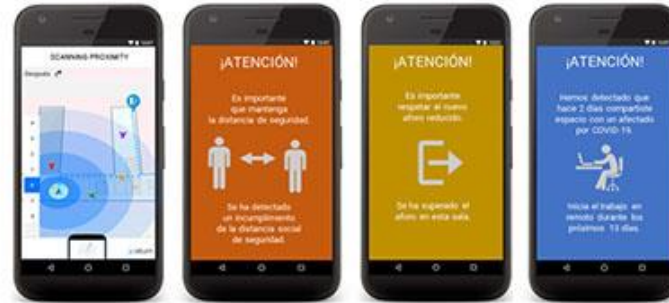 SCANNING PROXIMITY
Después
¡ATENCIÓN!
Es importante
que mantenga
la distancia de seguridad.
Se ha detectado
un incumplimiento
de la distancia social
de seguridad.
¡ATENCIÓN!
Es importante
respetar el nuevo
aforo reducido.
Se ha superado el
aforo en esta sala.
¡ATENCIÓN!
Hemos detectado que
hace 2 días compartiste
espacio con un afectado
por COVID-19.
Inicia el trabajo en
remoto durante los
próximos 13 días.